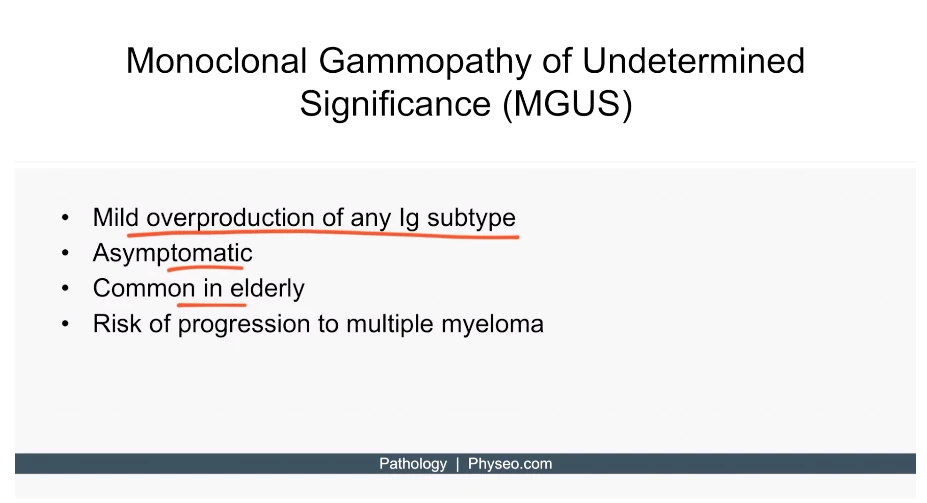 Monoclonal Gammopathy of Undetermined
Significance (MGUS)
• Mild overproduction of any Ig subtype
• Asymptomatic
• Common in elderly
• Risk of progression to multiple myeloma
Pathology | Physeo.com